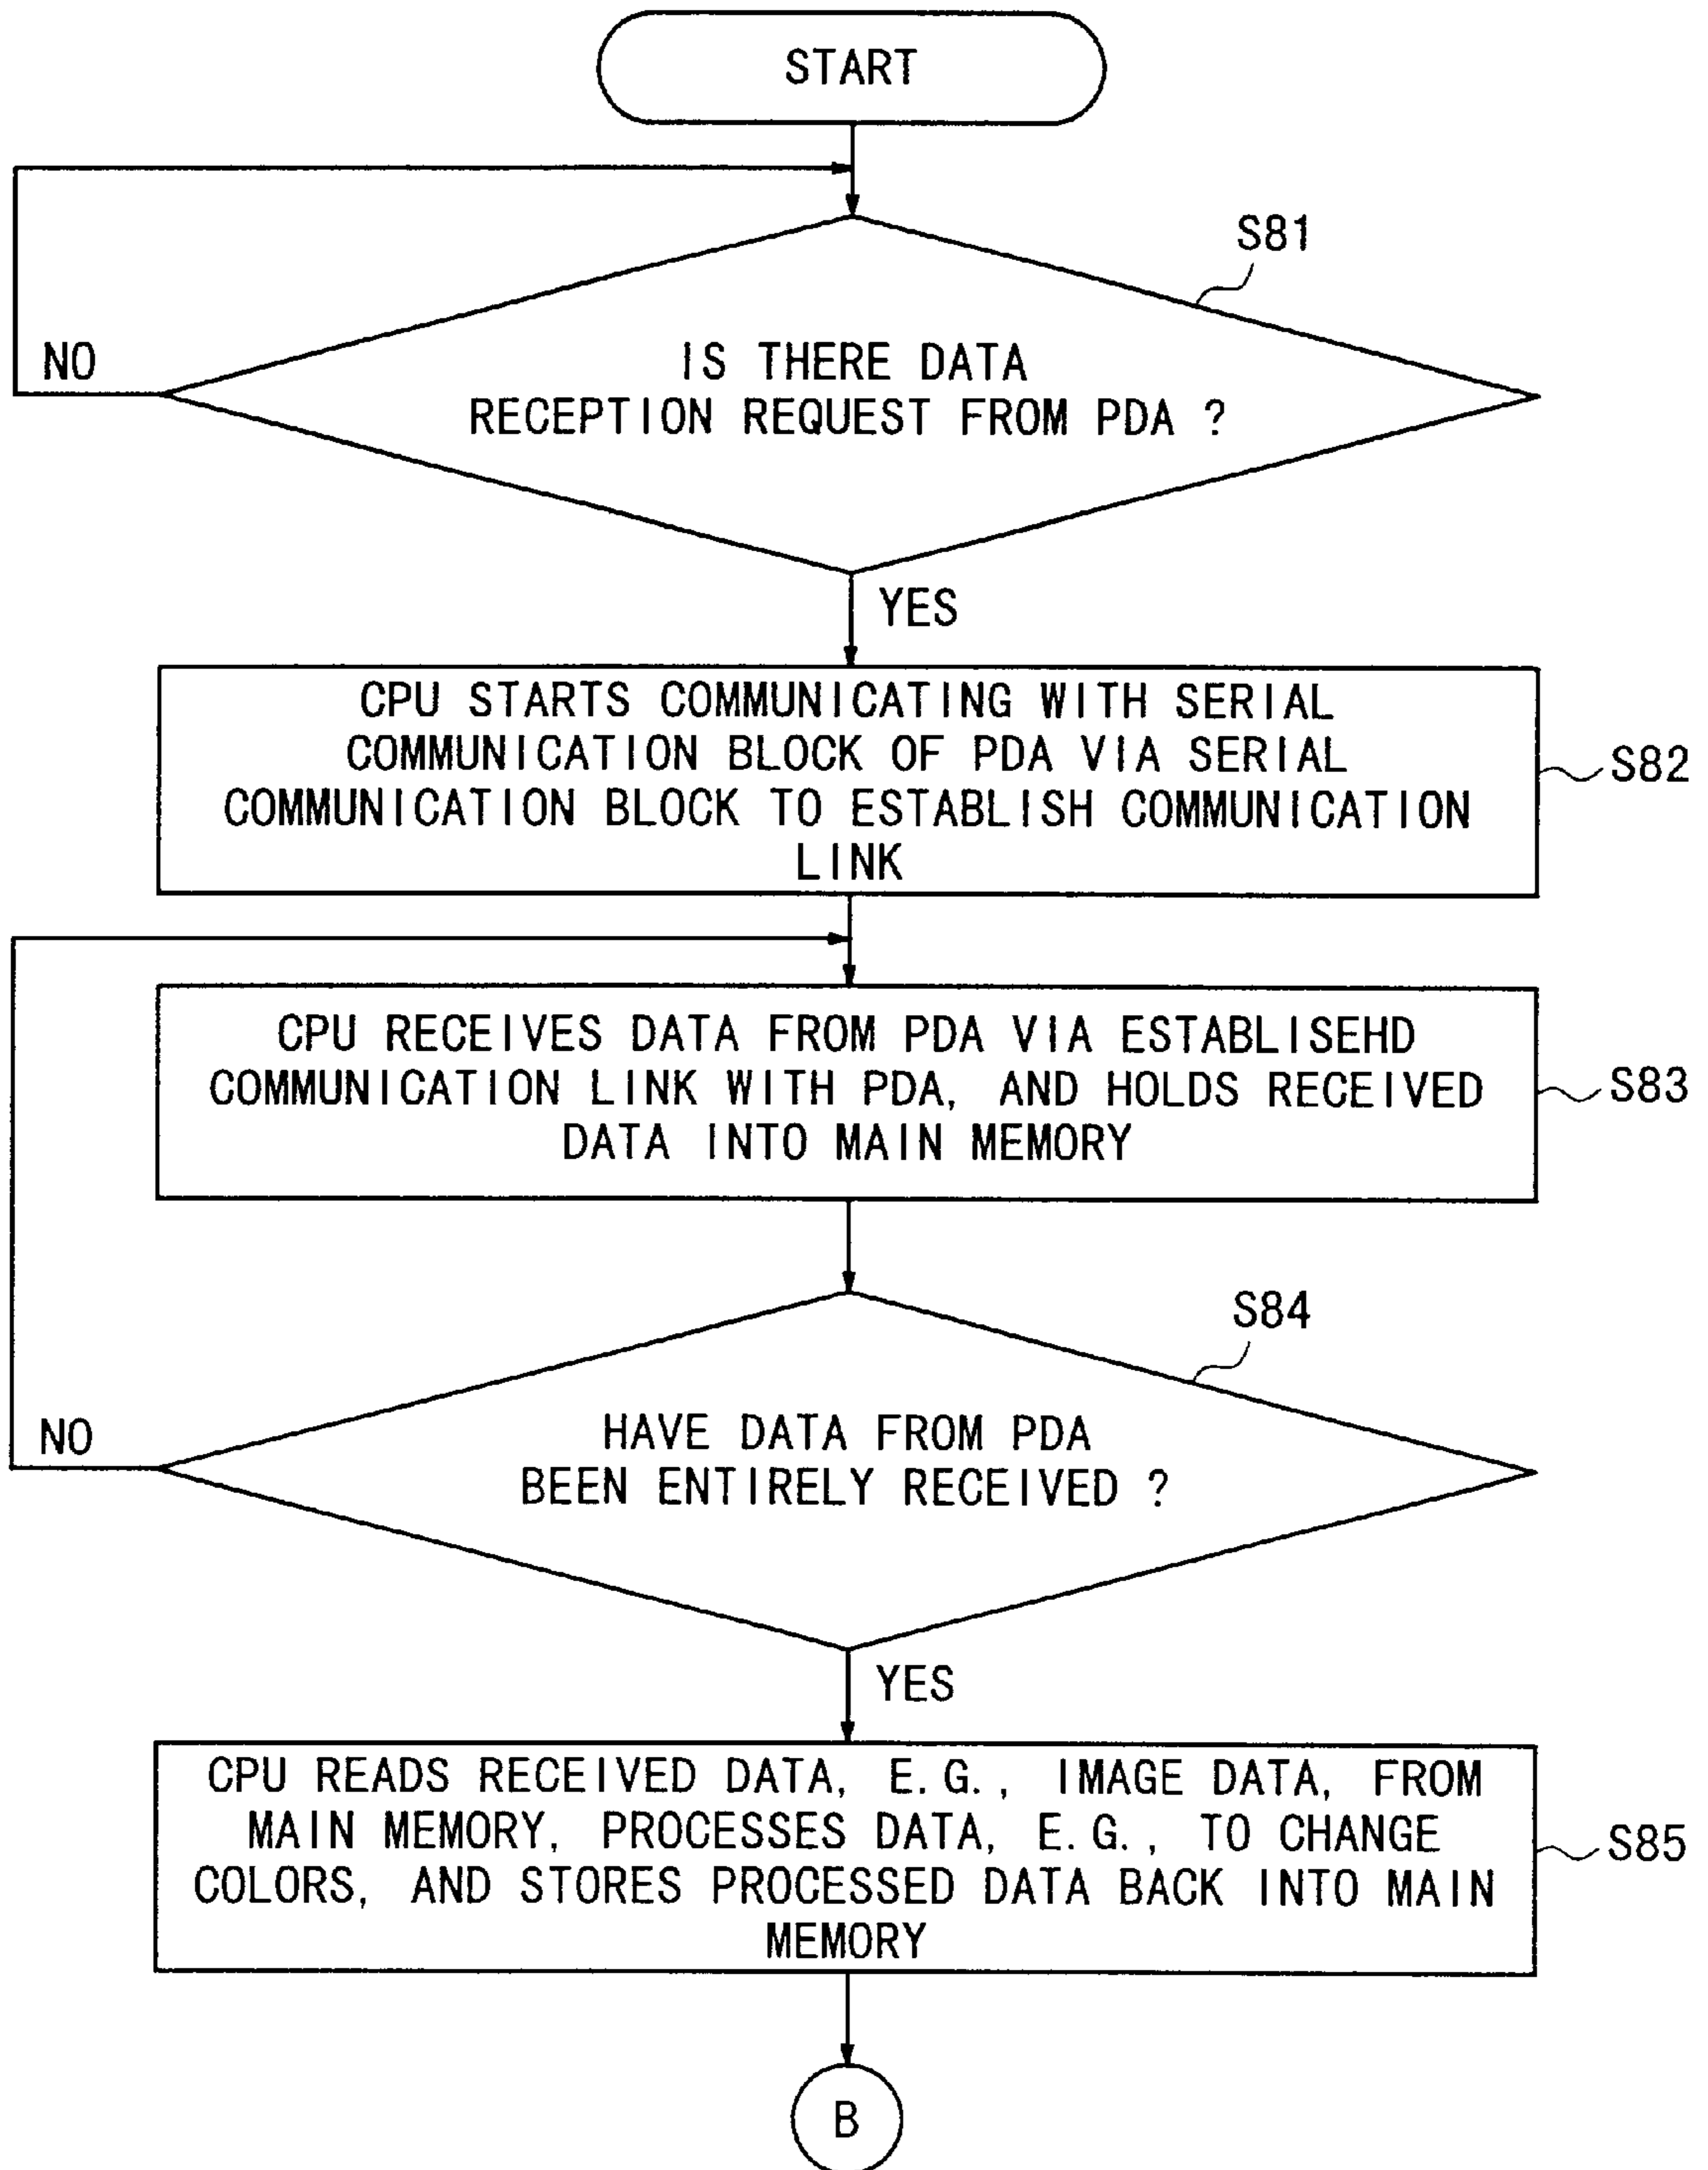 START
S81
NO
IS THERE DATA
RECEPTION REQUEST FROM PDA ?
YES
CPU STARTS COMMUNICATING WITH SERIAL
COMMUNICATION BLOCK OF PDA VIA SERIAL
COMMUNICATION BLOCK TO ESTABLISH COMMUNICATION
LINK
S82
CPU RECEIVES DATA FROM PDA VIA ESTABLISEHD
COMMUNICATION LINK WITH PDA, AND HOLDS RECEIVED
DATA INTO MAIN MEMORY
S83
S84
NO
HAVE DATA FROM PDA
BEEN ENTIRELY RECEIVED ?
YES
CPU READS RECEIVED DATA, E.G., IMAGE DATA, FROM
MAIN MEMORY, PROCESSES DATA, E.G., TO CHANGE
COLORS, AND STORES PROCESSED DATA BACK INTO MAIN
MEMORY
S85
B